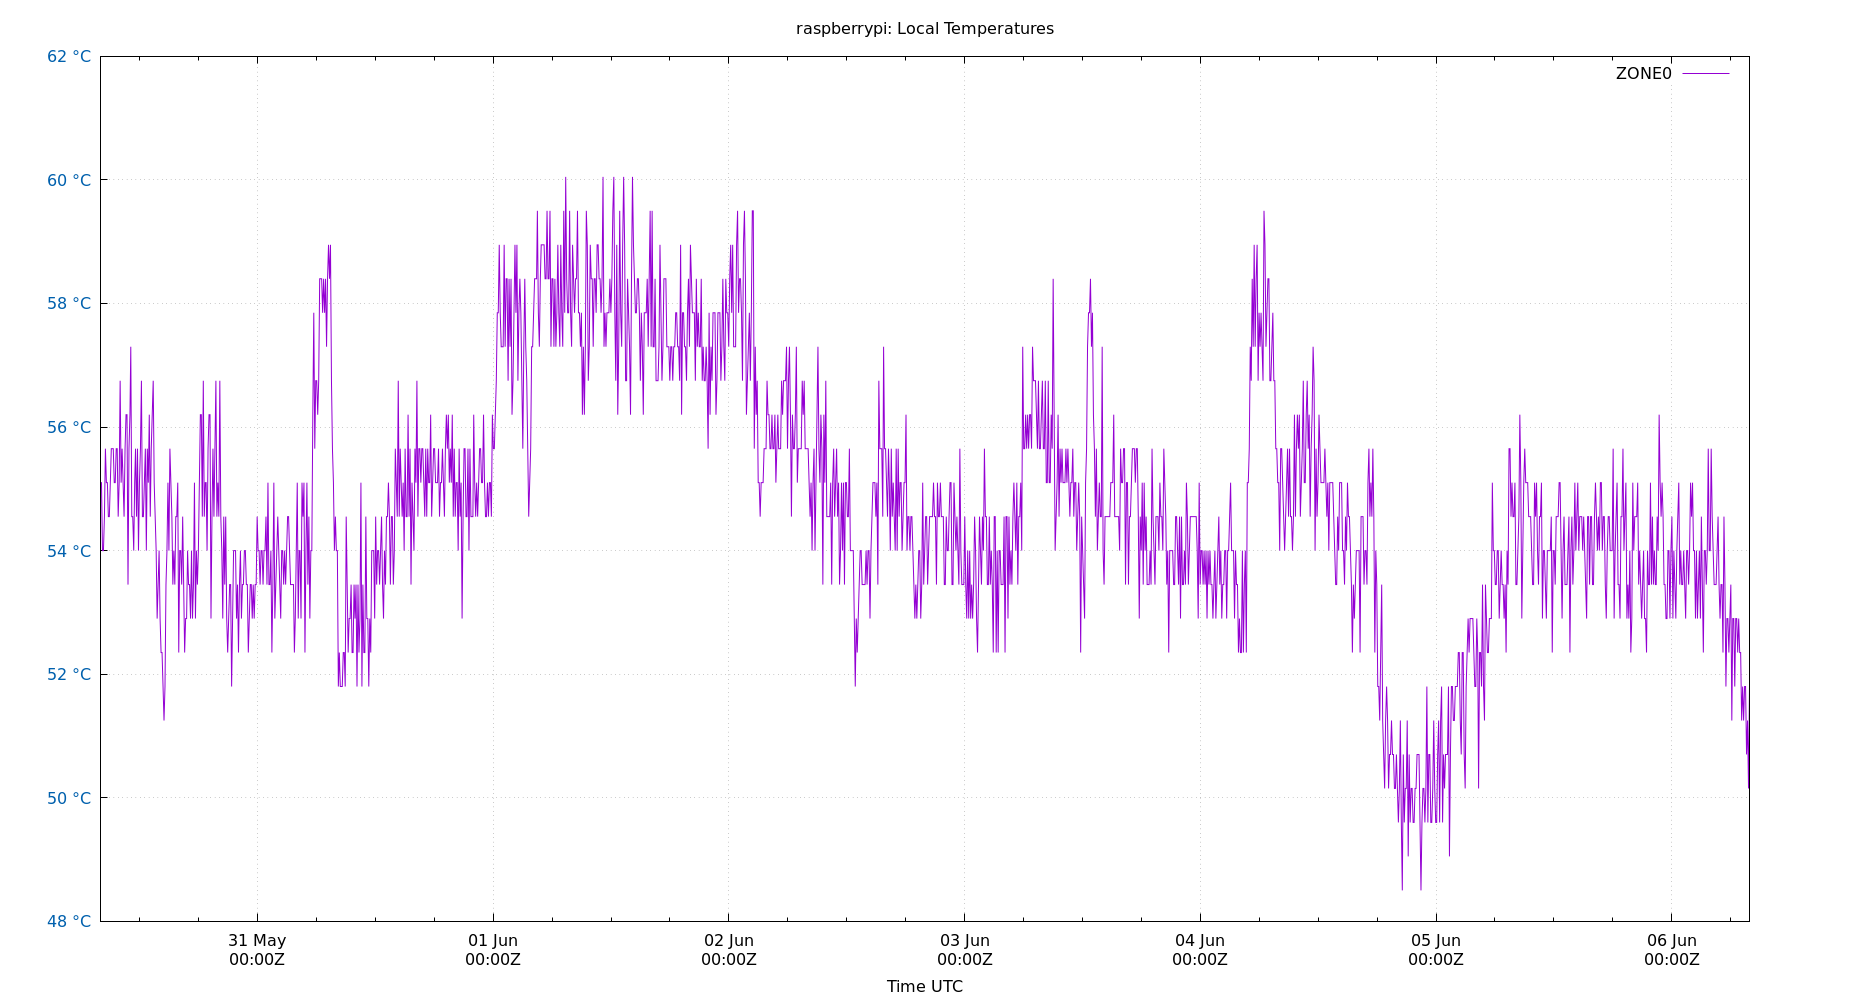 raspberrypi: Local Temperatures
ZONE0
62 °C
60 °C
58 °C
56 °C
54 °C
52 °C
50 °C
48 °C
31 May 01 Jun 02 Jun 03 Jun 04 Jun 05 Jun 06 Jun
00:00Z 00:00Z 00:00Z 00:00Z 00:00Z 00:00Z 00:00Z
Time UTC